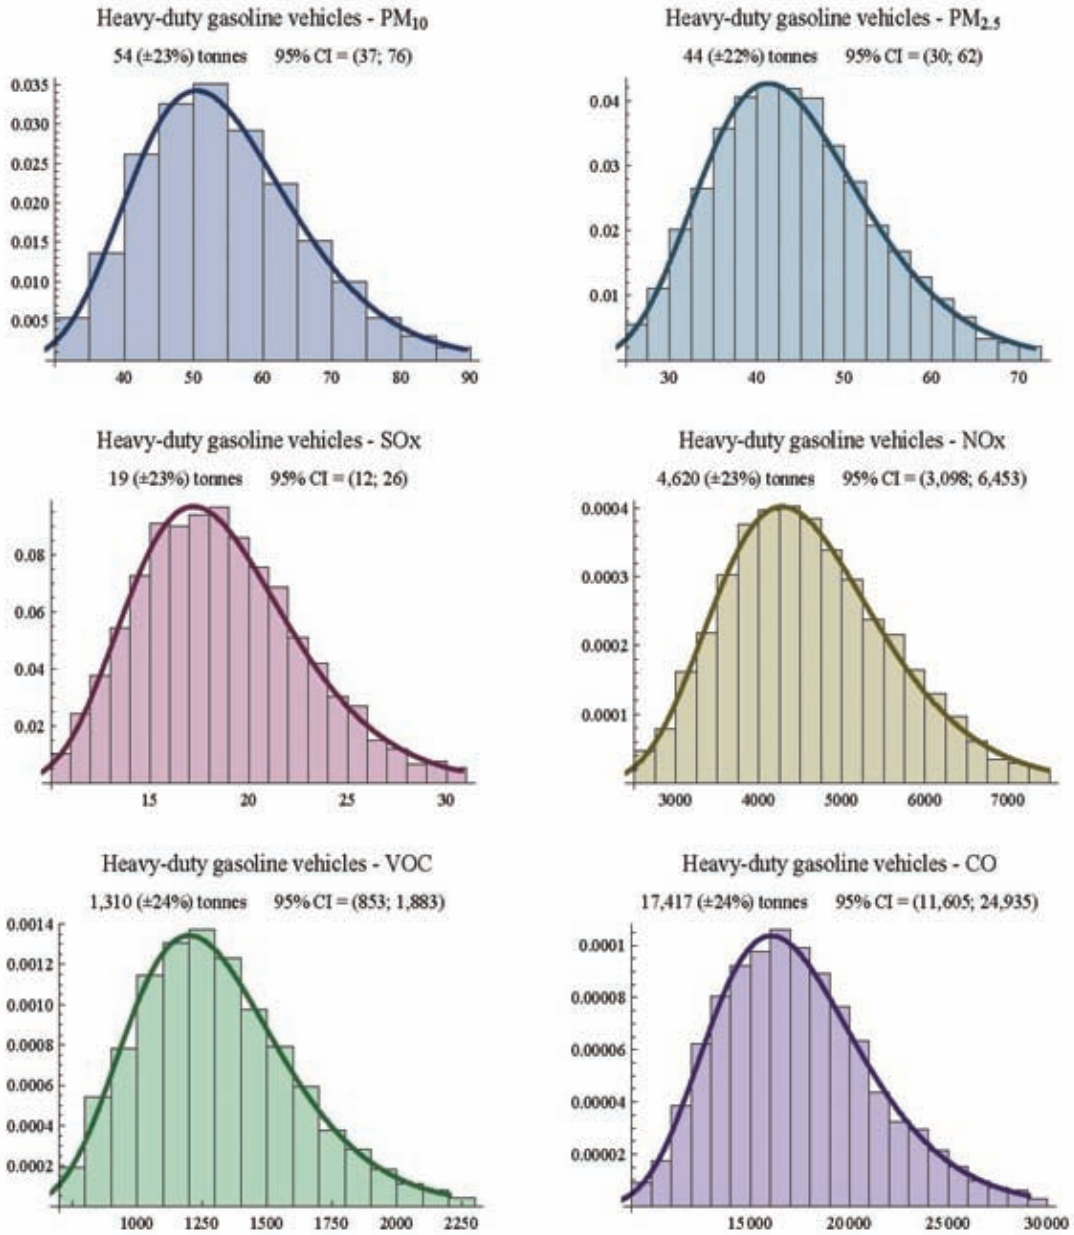 Heavy-duty gasoline vehicles - PM10
54 (±23%) tonnes 95% CI = (37; 76)
0.035
0.030
0.025
0.020
0.015
0.010
0.005
40 50 60 70 80 90
Heavy-duty gasoline vehicles - PM2.5
44 (±22%) tonnes 95% CI = (30; 62)
0.04
0.03
0.02
0.01
30 40 50 60 70
Heavy-duty gasoline vehicles - SOx
19 (±23%) tonnes 95% CI = (12; 26)
0.08
0.06
0.04
0.02
15 20 25 30
Heavy-duty gasoline vehicles - NOx
4,620 (±23%) tonnes 95% CI = (3,098; 6,453)
0.0004
0.0003
0.0002
0.0001
3000 4000 5000 6000 7000
Heavy-duty gasoline vehicles - VOC
1,310 (±24%) tonnes 95% CI = (853; 1,883)
0.0014
0.0012
0.0010
0.0008
0.0006
0.0004
0.0002
1000 1250 1500 1750 2000 2250
Heavy-duty gasoline vehicles - CO
17,417 (±24%) tonnes 95% CI = (11,605; 24,935)
0.0001
0.00008
0.00006
0.00004
0.00002
15000 20000 25000 30000